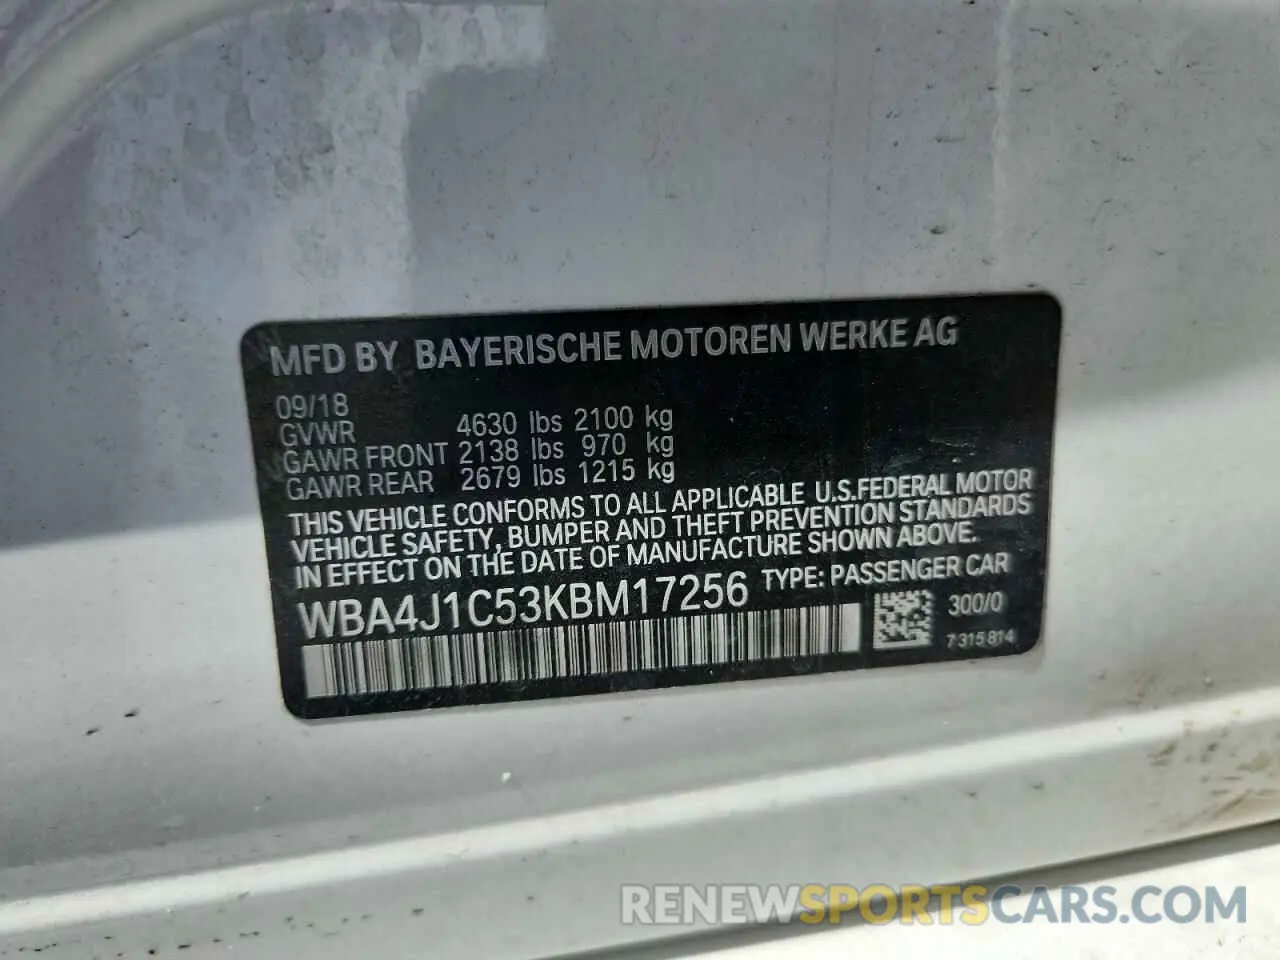 MFD BY BAYERISCHE MOTOREN WERKE AG
09/18
GVWR 4630 lbs 2100 kg
GAWR FRONT 2138 lbs 970 kg
GAWR REAR 2679 lbs 1215 kg
THIS VEHICLE CONFORMS TO ALL APPLICABLE U.S.FEDERAL MOTOR
VEHICLE SAFETY, BUMPER AND THEFT PREVENTION STANDARDS
IN EFFECT ON THE DATE OF MANUFACTURE SHOWN ABOVE.
WBA4J1C53KBM17256 TYPE: PASSENGER CAR
300/0
7 315 814
RENEWSPORTSCARS.COM